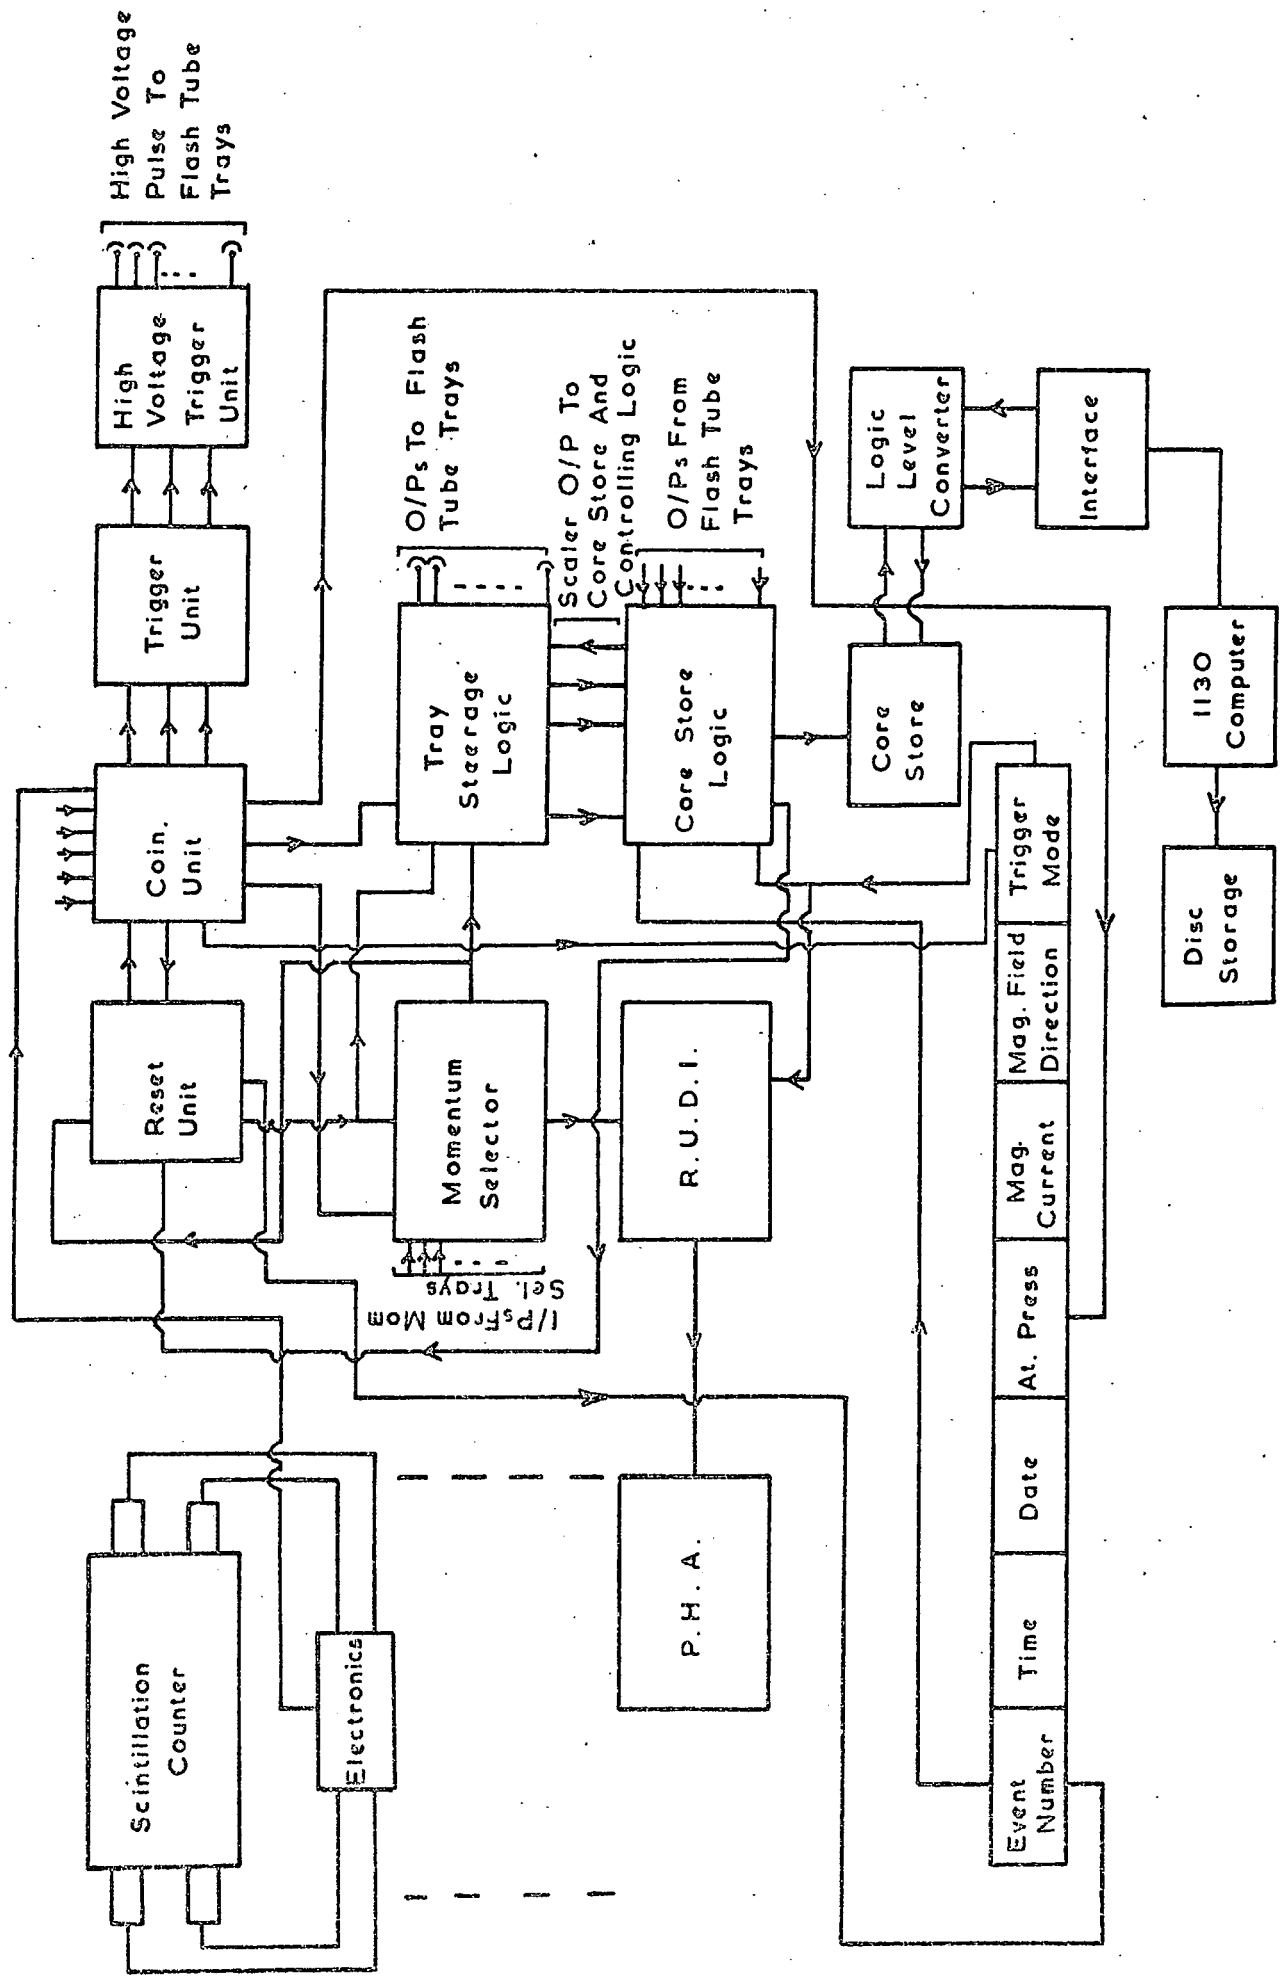 High Voltage
Pulse To
Flash Tube
Trays
High
Voltage
Trigger
Unit
Trigger
Unit
Coin.
Unit
Reset
Unit
Scintillation
Counter
Electronics
O/Ps To Flash
Tube Trays
Tray
Steerage
Logic
Scaler O/P To
Core Store And
Controlling Logic
O/Ps From
Flash Tube
Trays
Core Store
Logic
Momentum
Selector
I/Ps From Mom
Sel. Trays
R.U.D.I.
P.H.A.
Logic
Level
Converter
Interface
Core
Store
1130
Computer
Disc
Storage
Event
Number
Time
Date
At. Press
Mag.
Current
Mag. Field
Direction
Trigger
Mode